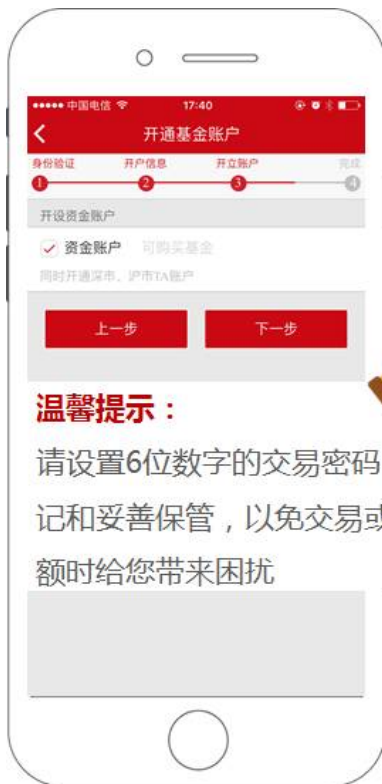 中国电信 17:40
开通基金账户
身份验证 开户信息 开立账户 完成
1 2 3 4
开设资金账户
资金账户 可购买基金
同时开通深市、沪市TA账户
上一步 下一步
温馨提示：
请设置6位数字的交易密码
记和妥善保管，以免交易或
额时给您带来困扰